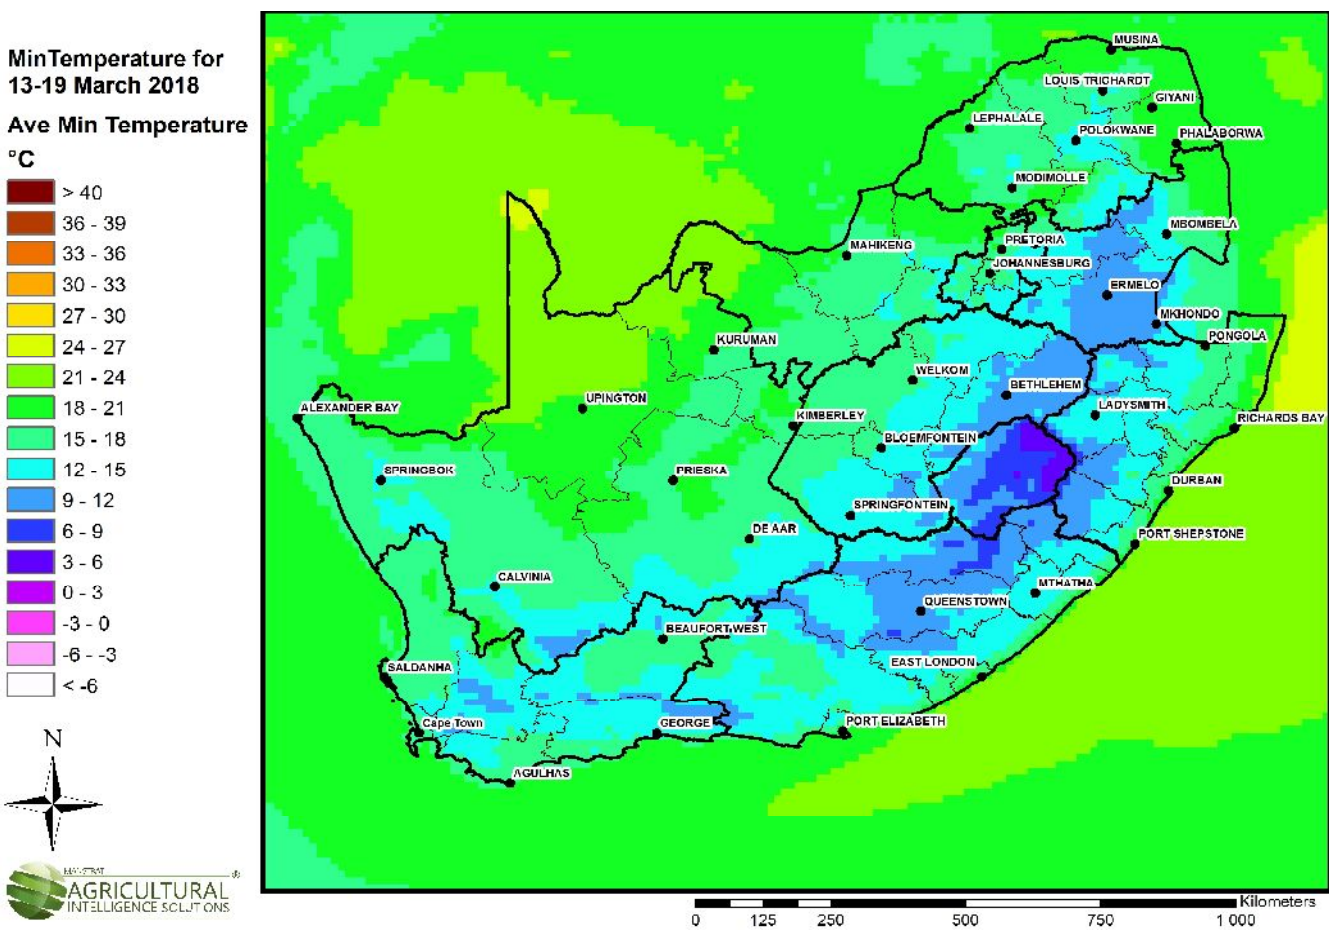 MinTemperature for
13-19 March 2018
Ave Min Temperature
°C
> 40
36 - 39
33 - 36
30 - 33
27 - 30
24 - 27
21 - 24
18 - 21
15 - 18
12 - 15
9 - 12
6 - 9
3 - 6
0 - 3
-3 - 0
-6 - -3
< -6
N
AGRICULTURAL
®
INTELLIGENCE SOLUTIONS
MUSINA
LOUIS TRICHARDT
GIYANI
LEPHALALE
POLOKWANE
PHALABORWA
MODIMOLLE
MBOMBELA
PRETORIA
MAHIKENG
JOHANNESBURG
ERMELO
MKHONDO
PONGOLA
KURUMAN
WELKOM
BETHLEHEM
UPINGTON
ALEXANDER BAY
LADYSMITH
KIMBERLEY
RICHARDS BAY
BLOEMFONTEIN
SPRINGBOK
PRIESKA
DURBAN
SPRINGFONTEIN
DE AAR
PORT SHEPSTONE
CALVINIA
MTHATHA
QUEENSTOWN
BEAUFORT-WEST
EAST LONDON
SALDANHA
Cape Town
GEORGE
PORT ELIZABETH
AGULHAS
Kilometers
0 125 250 500 750 1 000